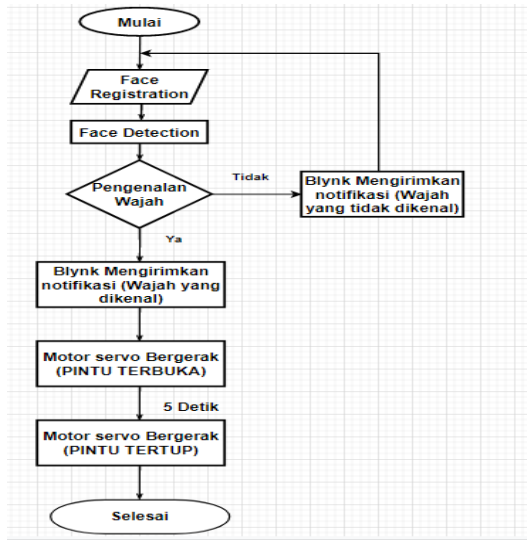 Mulai
Face
Registration
Face Detection
Pengenalan
Wajah
Tidak
Blynk Mengirimkan
notifikasi (Wajah
yang tidak dikenal)
Ya
Blynk Mengirimkan
notifikasi (Wajah yang
dikenal)
Motor servo Bergerak
(PINTU TERBUKA)
5 Detik
Motor servo Bergerak
(PINTU TERTUP)
Selesai